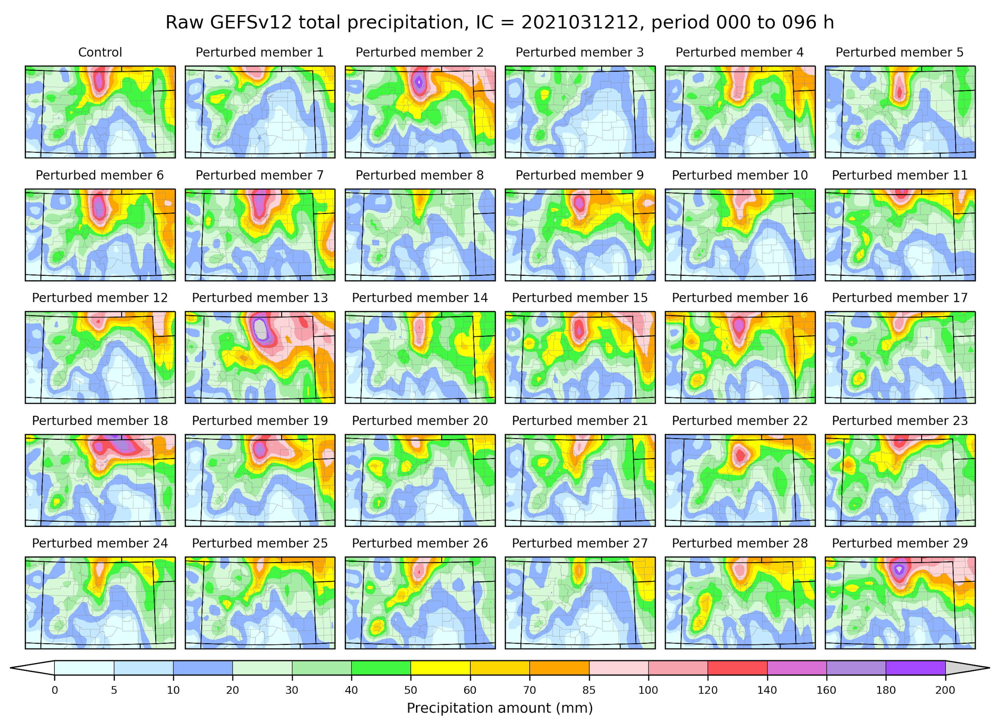 Raw GEFSv12 total precipitation, IC = 2021031212, period 000 to 096 h
Control Perturbed member 1 Perturbed member 2 Perturbed member 3 Perturbed member 4 Perturbed member 5
Perturbed member 6 Perturbed member 7 Perturbed member 8 Perturbed member 9 Perturbed member 10 Perturbed member 11
Perturbed member 12 Perturbed member 13 Perturbed member 14 Perturbed member 15 Perturbed member 16 Perturbed member 17
Perturbed member 18 Perturbed member 19 Perturbed member 20 Perturbed member 21 Perturbed member 22 Perturbed member 23
Perturbed member 24 Perturbed member 25 Perturbed member 26 Perturbed member 27 Perturbed member 28 Perturbed member 29
0 5 10 20 30 40 50 60 70 85 100 120 140 160 180 200
Precipitation amount (mm)